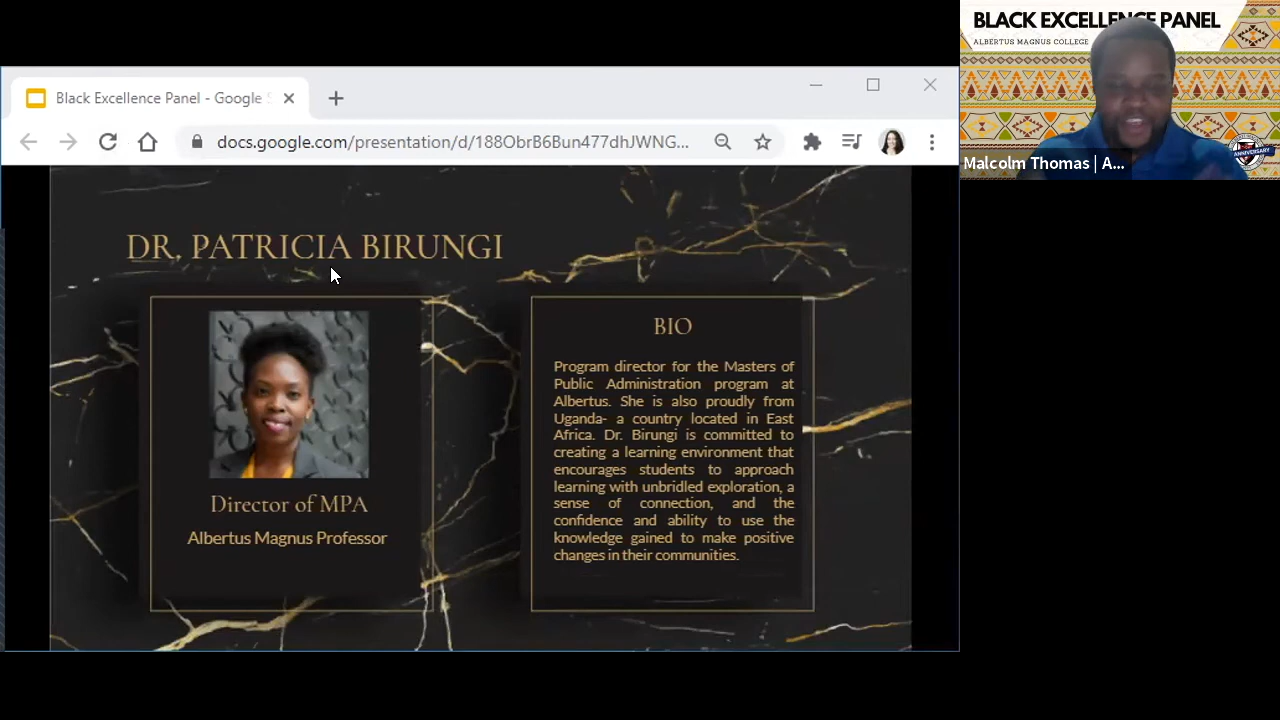 Black Excellence Panel - Google S
docs.google.com/presentation/d/188ObrB6Bun477dhJWNG...
BLACK EXCELLENCE PANEL
ALBERTUS MAGNUS COLLEGE
ANNIVERSARY
Malcolm Thomas | A...
DR. PATRICIA BIRUNGI
Director of MPA
Albertus Magnus Professor
BIO
Program director for the Masters of
Public Administration program at
Albertus. She is also proudly from
Uganda- a country located in East
Africa. Dr. Birungi is committed to
creating a learning environment that
encourages students to approach
learning with unbridled exploration, a
sense of connection, and the
confidence and ability to use the
knowledge gained to make positive
changes in their communities.